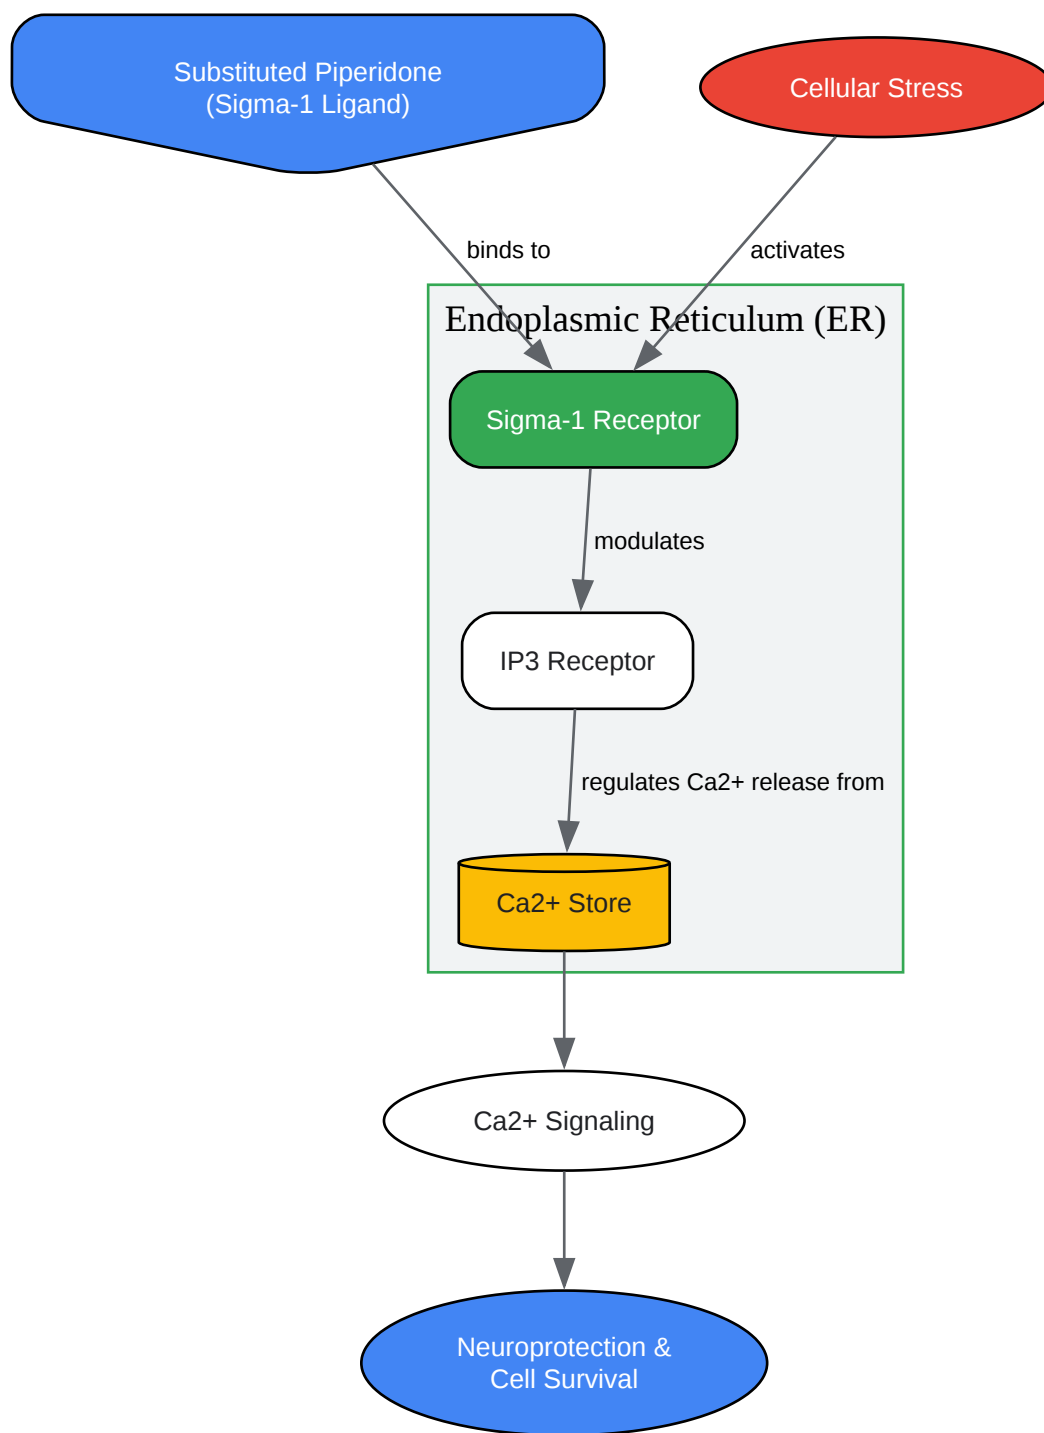 Substituted Piperidone
(Sigma-1 Ligand)
Cellular Stress
binds to
activates
Endoplasmic Reticulum (ER)
Sigma-1 Receptor
modulates
IP3 Receptor
regulates Ca2+ release from
Ca2+ Store
Ca2+ Signaling
Neuroprotection &
Cell Survival